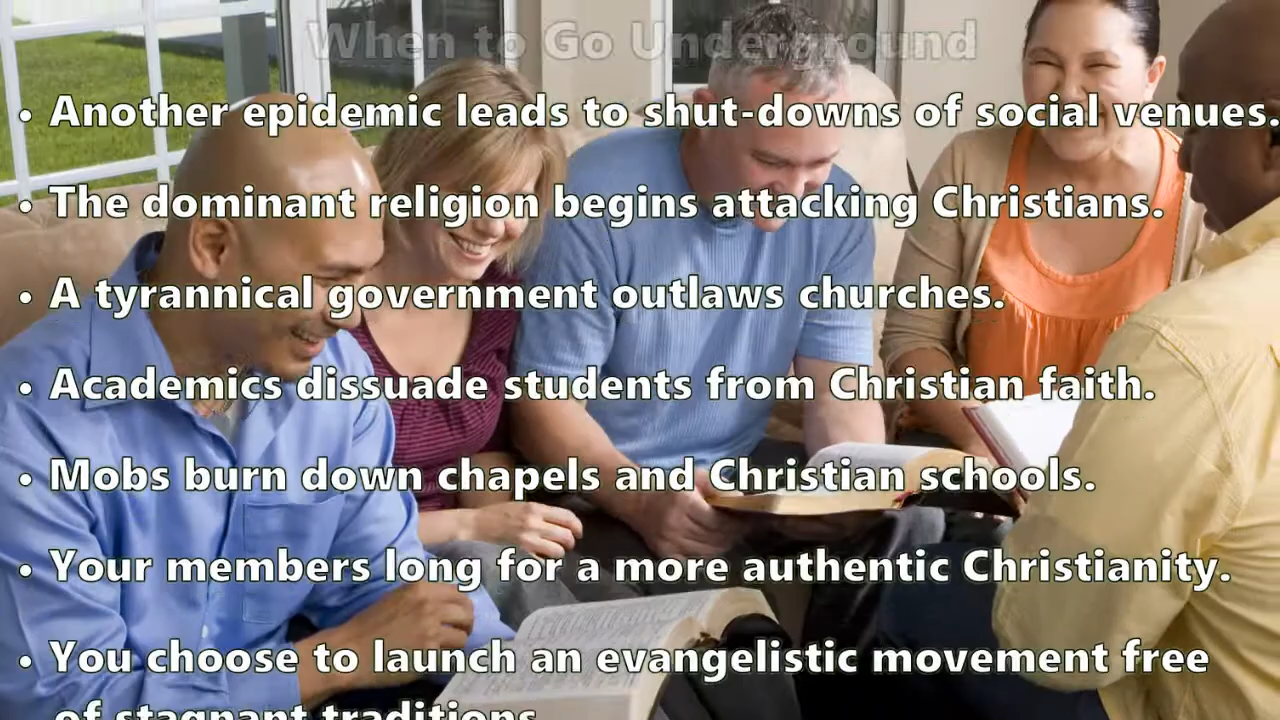 When to Go Underground
• Another epidemic leads to shut-downs of social venues.
• The dominant religion begins attacking Christians.
• A tyrannical government outlaws churches.
• Academics dissuade students from Christian faith.
• Mobs burn down chapels and Christian schools.
• Your members long for a more authentic Christianity.
• You choose to launch an evangelistic movement free
of stagnant traditions.